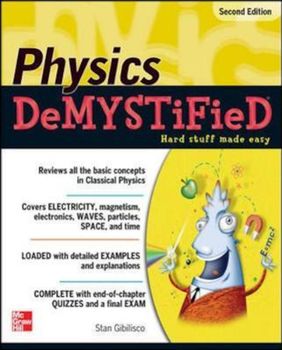 Second Edition
Physics
DeMYSTiFieD®
Hard stuff made easy
Reviews all the basic concepts
in Classical Physics
Covers ELECTRICITY, magnetism,
electronics, WAVES, particles,
SPACE, and time
LOADED with detailed EXAMPLES
and explanations
COMPLETE with end-of-chapter
QUIZZES and a final EXAM
E=mc²
Mc
Graw
Hill
Stan Gibilisco